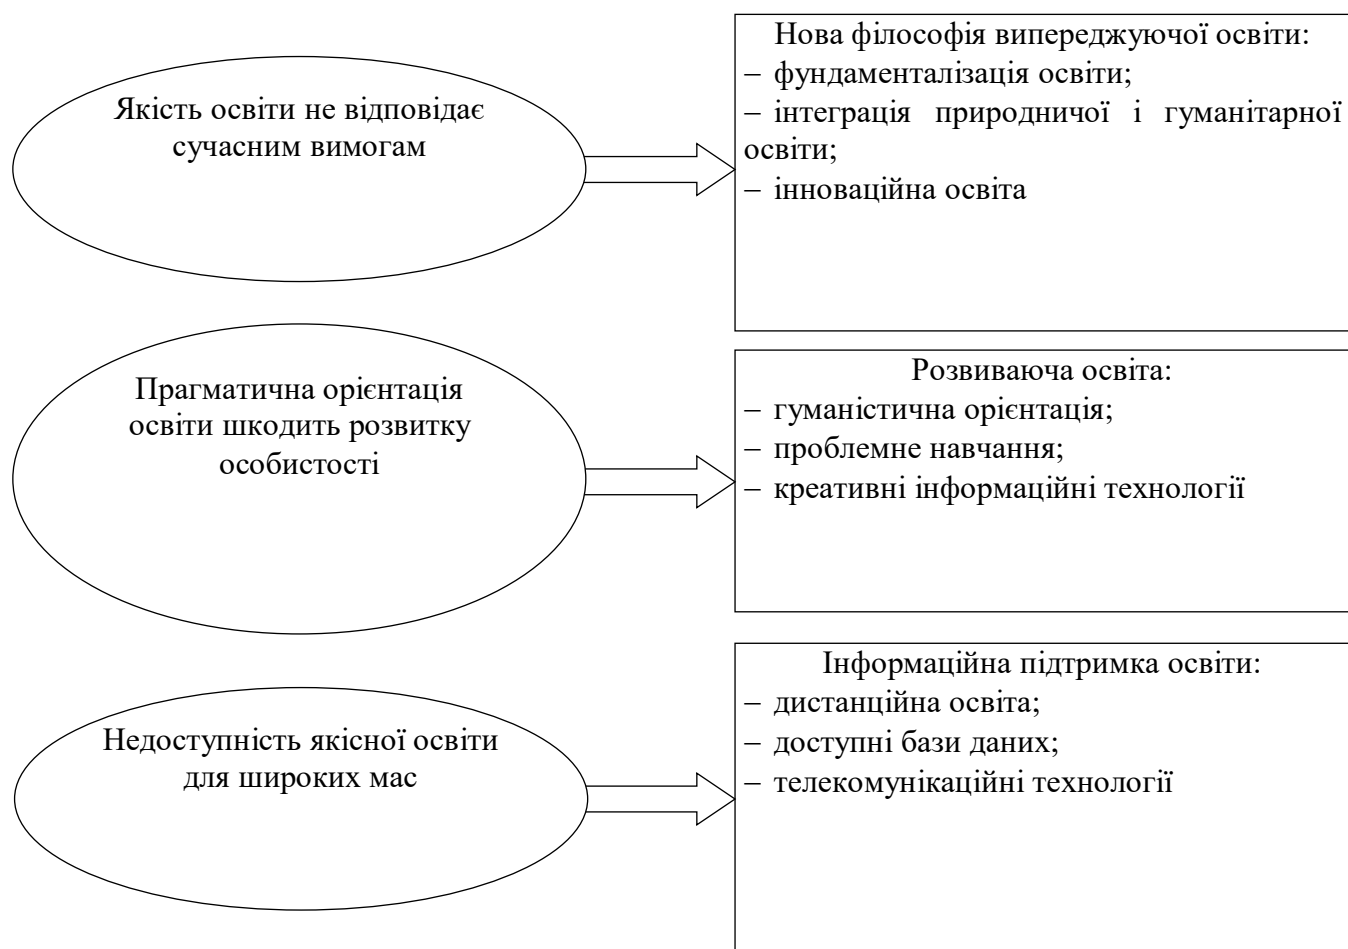 Якість освіти не відповідає
сучасним вимогам
Нова філософія випереджуючої освіти:
– фундаменталізація освіти;
– інтеграція природничої і гуманітарної
освіти;
– інноваційна освіта
Прагматична орієнтація
освіти шкодить розвитку
особистості
Розвиваюча освіта:
– гуманістична орієнтація;
– проблемне навчання;
– креативні інформаційні технології
Недоступність якісної освіти
для широких мас
Інформаційна підтримка освіти:
– дистанційна освіта;
– доступні бази даних;
– телекомунікаційні технології